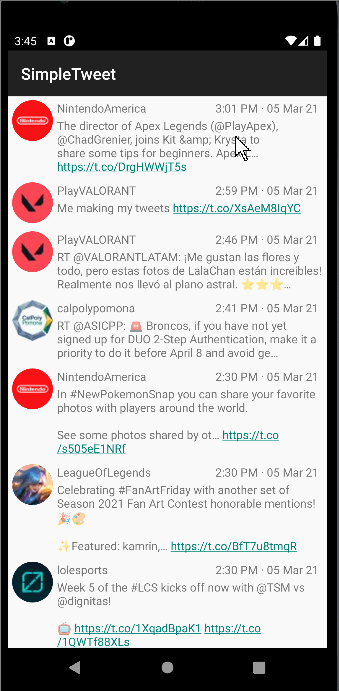 3:45
SimpleTweet
NintendoAmerica 3:01 PM · 05 Mar 21
The director of Apex Legends (@PlayApex),
@ChadGrenier, joins Kit &amp; to
share some tips for beginners.
https://t.co/DrgHWWjT5s
PlayVALORANT 2:59 PM · 05 Mar 21
Me making my tweets https://t.co/XsAeM8IqYC
PlayVALORANT 2:46 PM · 05 Mar 21
RT @VALORANTLATAM: ¡Me gustan las flores y
todo, pero estas fotos de LalaChan están increíbles!
Realmente nos llevó al plano astral. ⭐⭐⭐…
calpolypomona 2:41 PM · 05 Mar 21
CalPoly
Pomona
RT @ASICPP: 🚨 Broncos, if you have not yet
signed up for DUO 2-Step Authentication, make it a
priority to do it before April 8 and avoid ge…
NintendoAmerica 2:30 PM · 05 Mar 21
Nintendo
In #NewPokemonSnap you can share your favorite
photos with players around the world.
See some photos shared by ot… https://t.co
/s505eE1NRf
LeagueOfLegends 2:30 PM · 05 Mar 21
Celebrating #FanArtFriday with another set of
Season 2021 Fan Art Contest honorable mentions!
🎉🎨
✨Featured: kamrin,… https://t.co/BfT7u8tmqR
lolesports 2:30 PM · 05 Mar 21
Week 5 of the #LCS kicks off now with @TSM vs
@dignitas!
📺 https://t.co/1XqadBpaK1 https://t.co
/1QWTf88XLs